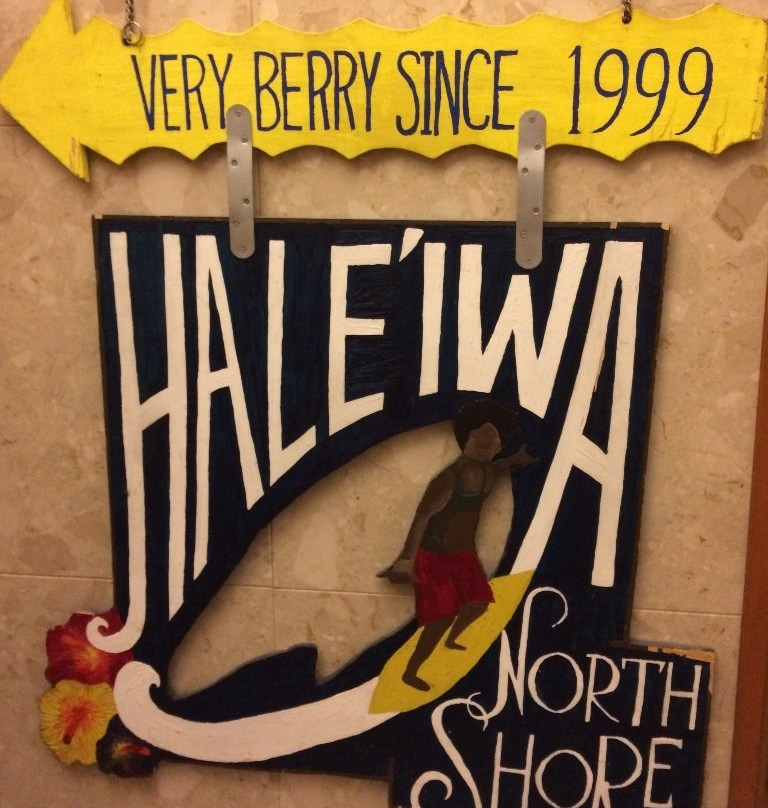 VERY BERRY SINCE 1999
HALE'IWA
NORTH
SHORE